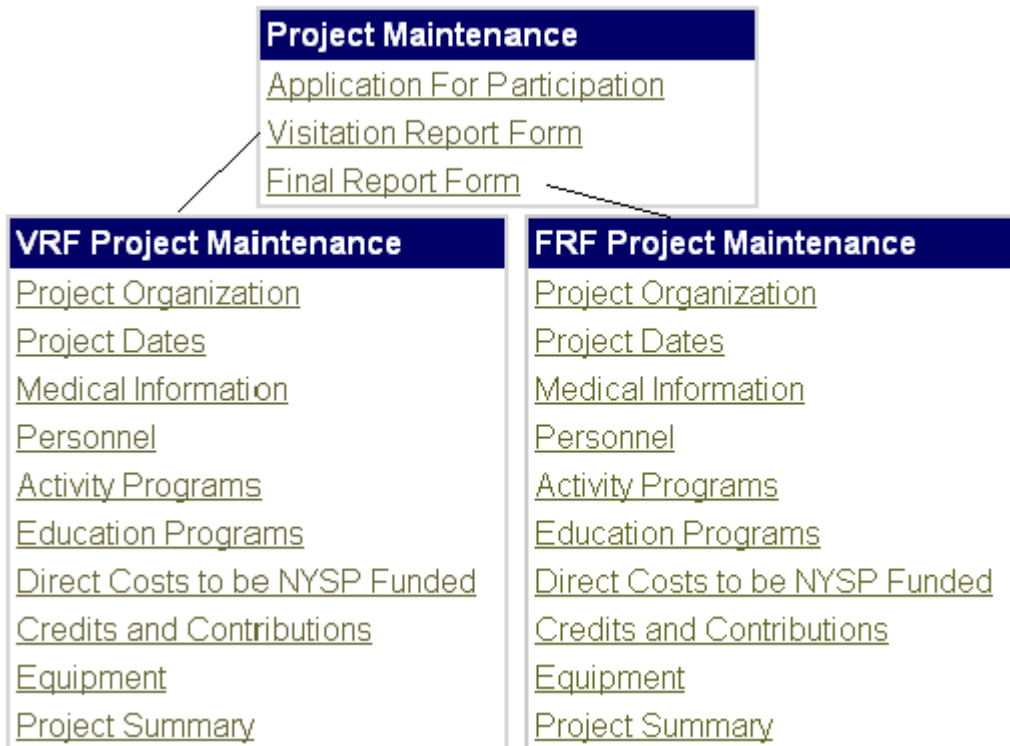 Project Maintenance
Application For Participation
Visitation Report Form
Final Report Form
VRF Project Maintenance
Project Organization
Project Dates
Medical Information
Personnel
Activity Programs
Education Programs
Direct Costs to be NYSP Funded
Credits and Contributions
Equipment
Project Summary
FRF Project Maintenance
Project Organization
Project Dates
Medical Information
Personnel
Activity Programs
Education Programs
Direct Costs to be NYSP Funded
Credits and Contributions
Equipment
Project Summary